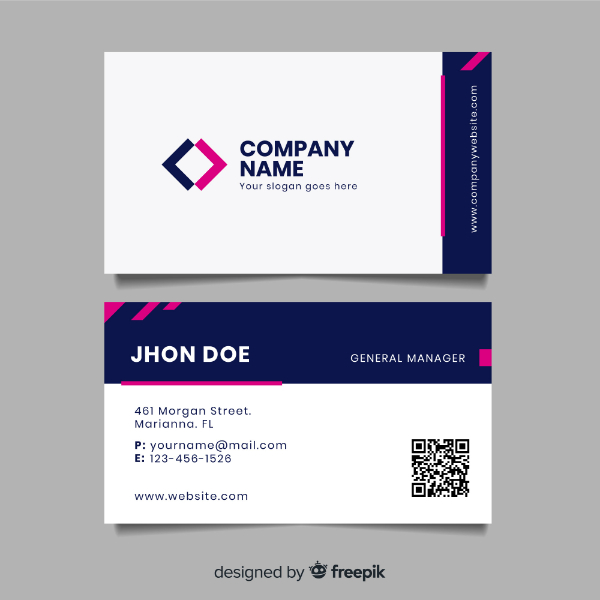 COMPANY
NAME
Your slogan goes here
www.companywebsite.com
JHON DOE
GENERAL MANAGER
461 Morgan Street.
Marianna. FL
P: yourname@mail.com
E: 123-456-1526
www.website.com
designed by freepik